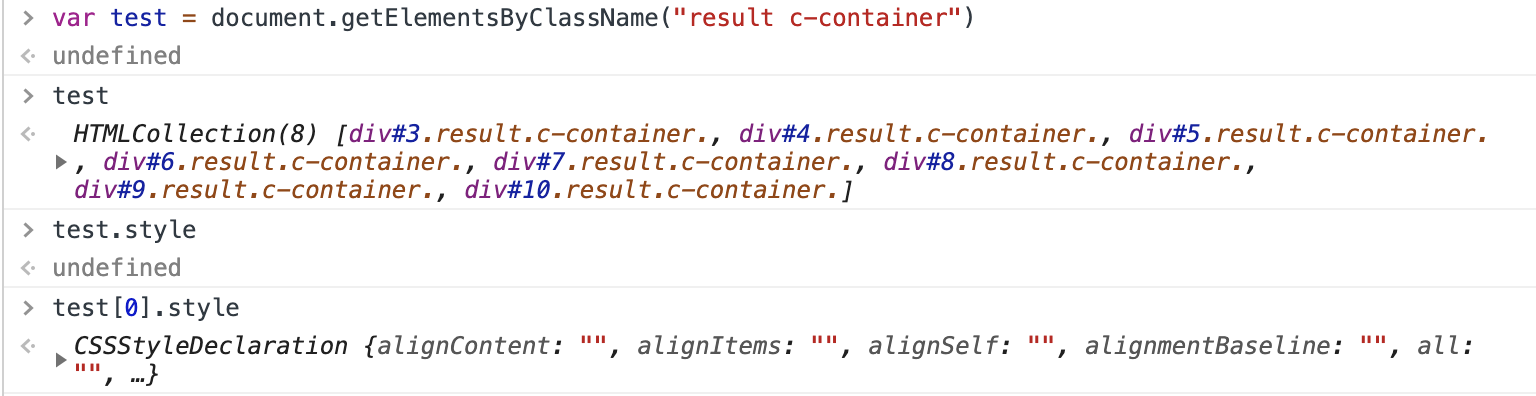 > var test = document.getElementsByClassName("result c-container")
undefined
> test
HTMLCollection(8) [div#3.result.c-container., div#4.result.c-container., div#5.result.c-container.
, div#6.result.c-container., div#7.result.c-container., div#8.result.c-container.,
div#9.result.c-container., div#10.result.c-container.]
> test.style
undefined
> test[0].style
CSSStyleDeclaration {alignContent: "", alignItems: "", alignSelf: "", alignmentBaseline: "", all:
"", …}